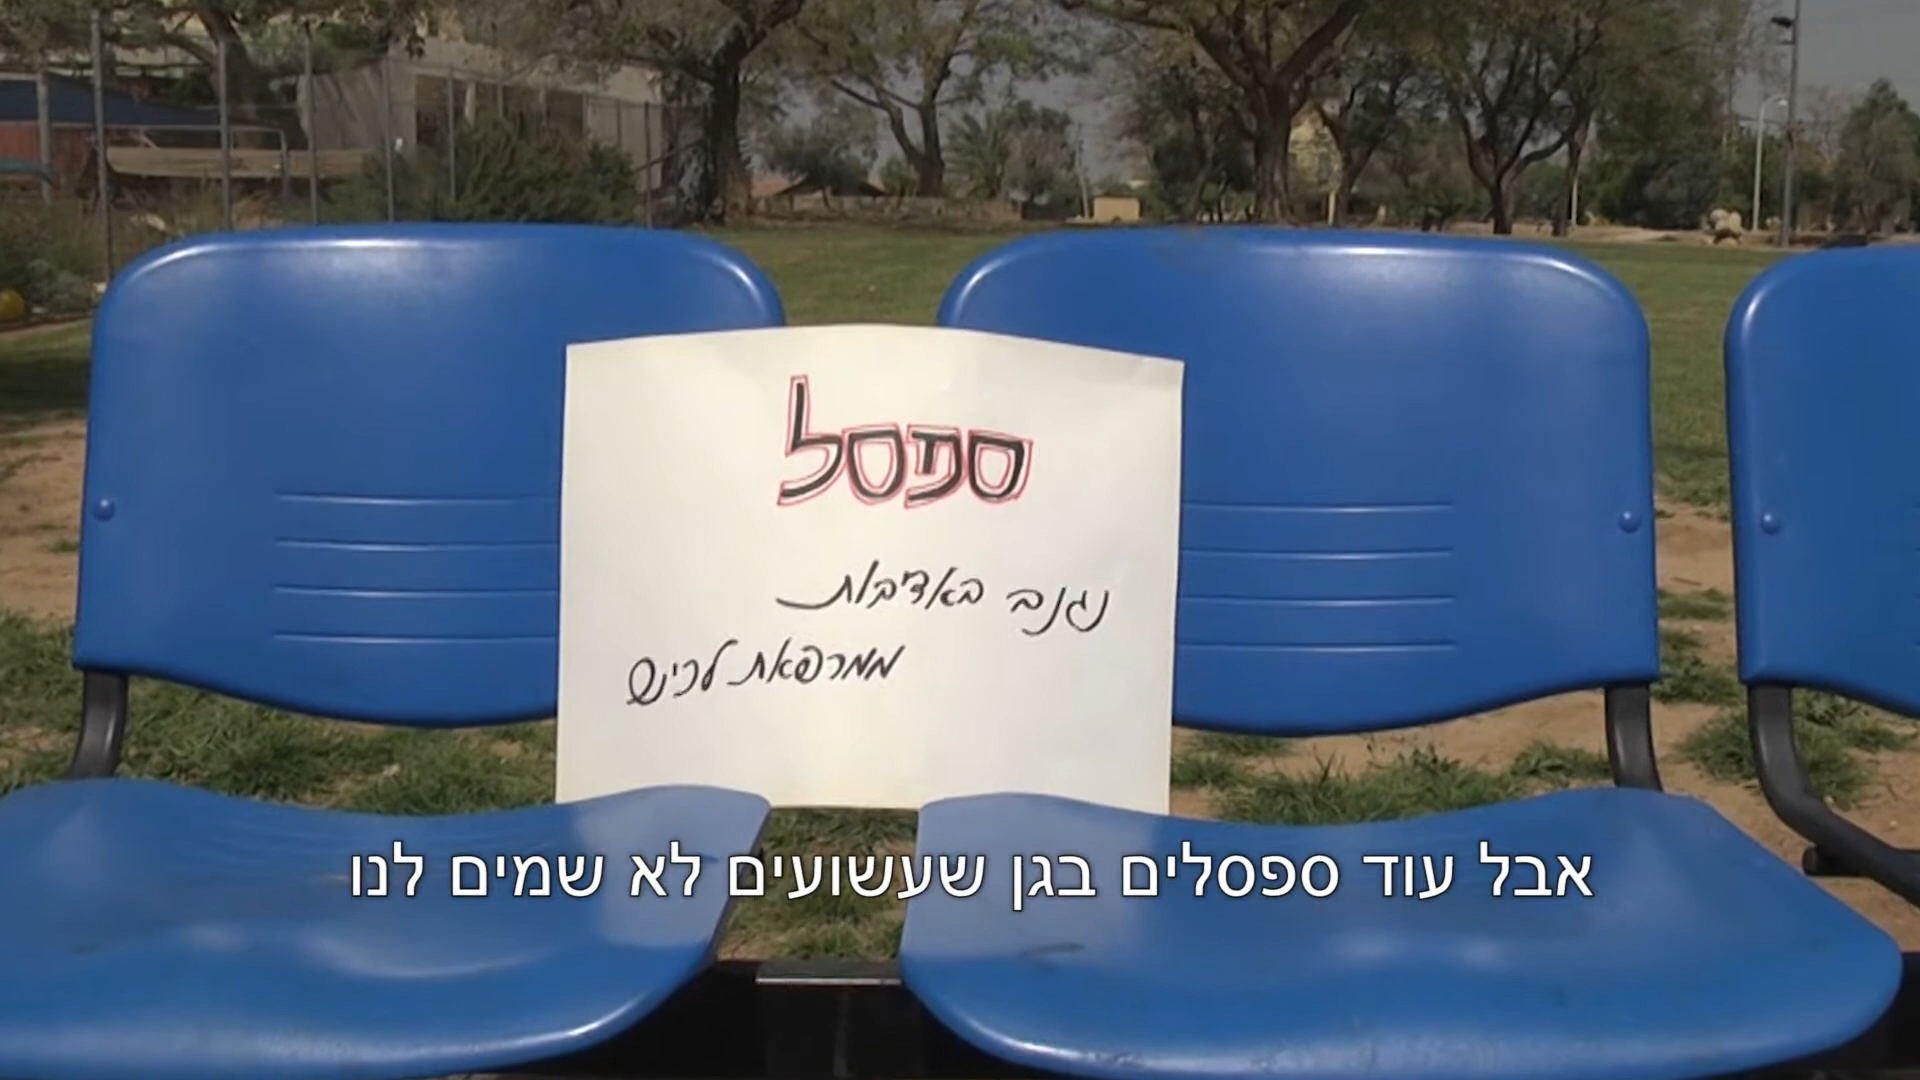 ספסל
נגנב באדיבות
ממרפאת לכיש
אבל עוד ספסלים בגן שעשועים לא שמים לנו